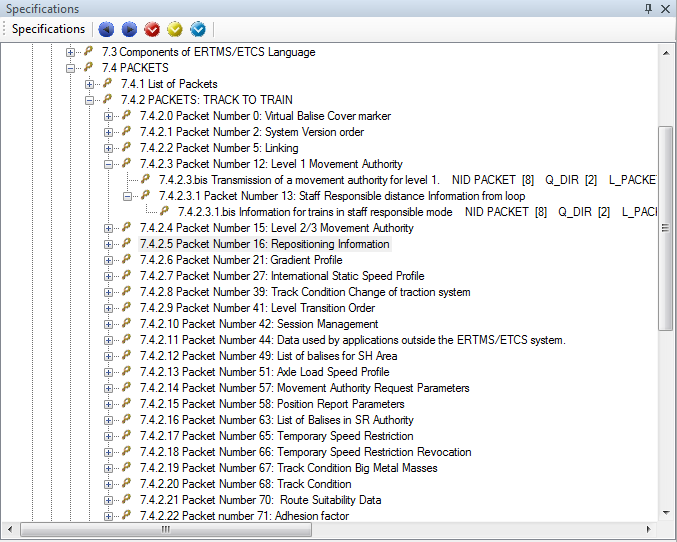 Specifications
Specifications
7.3 Components of ERTMS/ETCS Language
7.4 PACKETS
7.4.1 List of Packets
7.4.2 PACKETS: TRACK TO TRAIN
7.4.2.0 Packet Number 0: Virtual Balise Cover marker
7.4.2.1 Packet Number 2: System Version order
7.4.2.2 Packet Number 5: Linking
7.4.2.3 Packet Number 12: Level 1 Movement Authority
7.4.2.3.bis Transmission of a movement authority for level 1. NID PACKET [8] Q_DIR [2] L_PACKE
7.4.2.3.1 Packet Number 13: Staff Responsible distance Information from loop
7.4.2.3.1.bis Information for trains in staff responsible mode NID PACKET [8] Q_DIR [2] L_PACI
7.4.2.4 Packet Number 15: Level 2/3 Movement Authority
7.4.2.5 Packet Number 16: Repositioning Information
7.4.2.6 Packet Number 21: Gradient Profile
7.4.2.7 Packet Number 27: International Static Speed Profile
7.4.2.8 Packet Number 39: Track Condition Change of traction system
7.4.2.9 Packet Number 41: Level Transition Order
7.4.2.10 Packet Number 42: Session Management
7.4.2.11 Packet Number 44: Data used by applications outside the ERTMS/ETCS system.
7.4.2.12 Packet Number 49: List of balises for SH Area
7.4.2.13 Packet Number 51: Axle Load Speed Profile
7.4.2.14 Packet Number 57: Movement Authority Request Parameters
7.4.2.15 Packet Number 58: Position Report Parameters
7.4.2.16 Packet Number 63: List of Balises in SR Authority
7.4.2.17 Packet Number 65: Temporary Speed Restriction
7.4.2.18 Packet Number 66: Temporary Speed Restriction Revocation
7.4.2.19 Packet Number 67: Track Condition Big Metal Masses
7.4.2.20 Packet Number 68: Track Condition
7.4.2.21 Packet Number 70: Route Suitability Data
7.4.2.22 Packet number 71: Adhesion factor